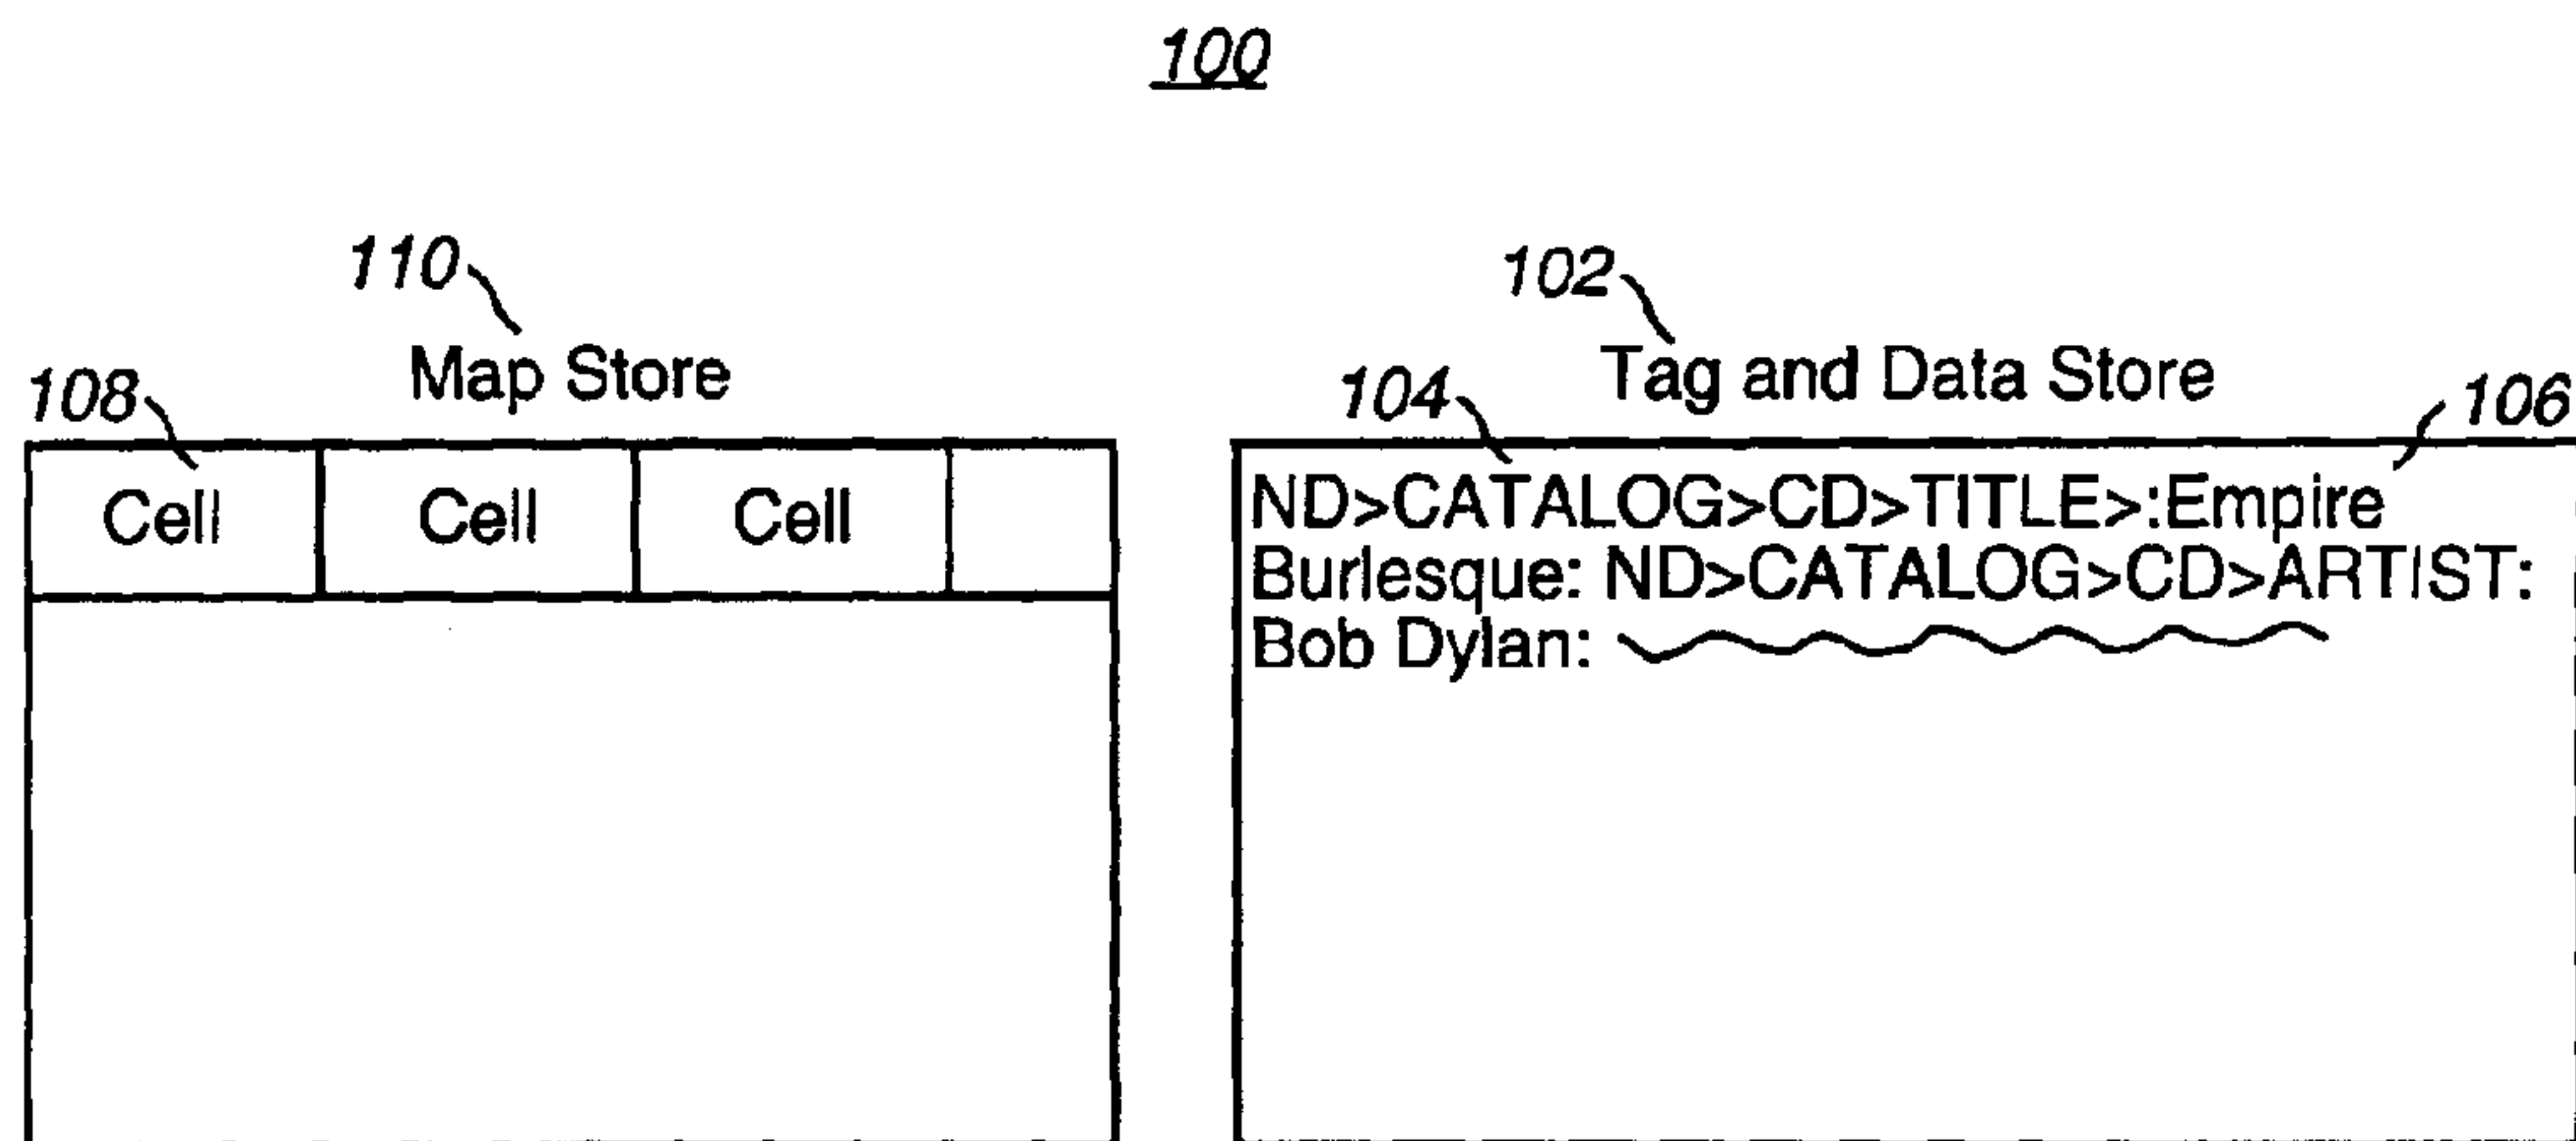 100
110
102
Map Store
Tag and Data Store
108
104
106
Cell Cell Cell
ND>CATALOG>CD>TITLE>:Empire
Burlesque: ND>CATALOG>CD>ARTIST:
Bob Dylan: